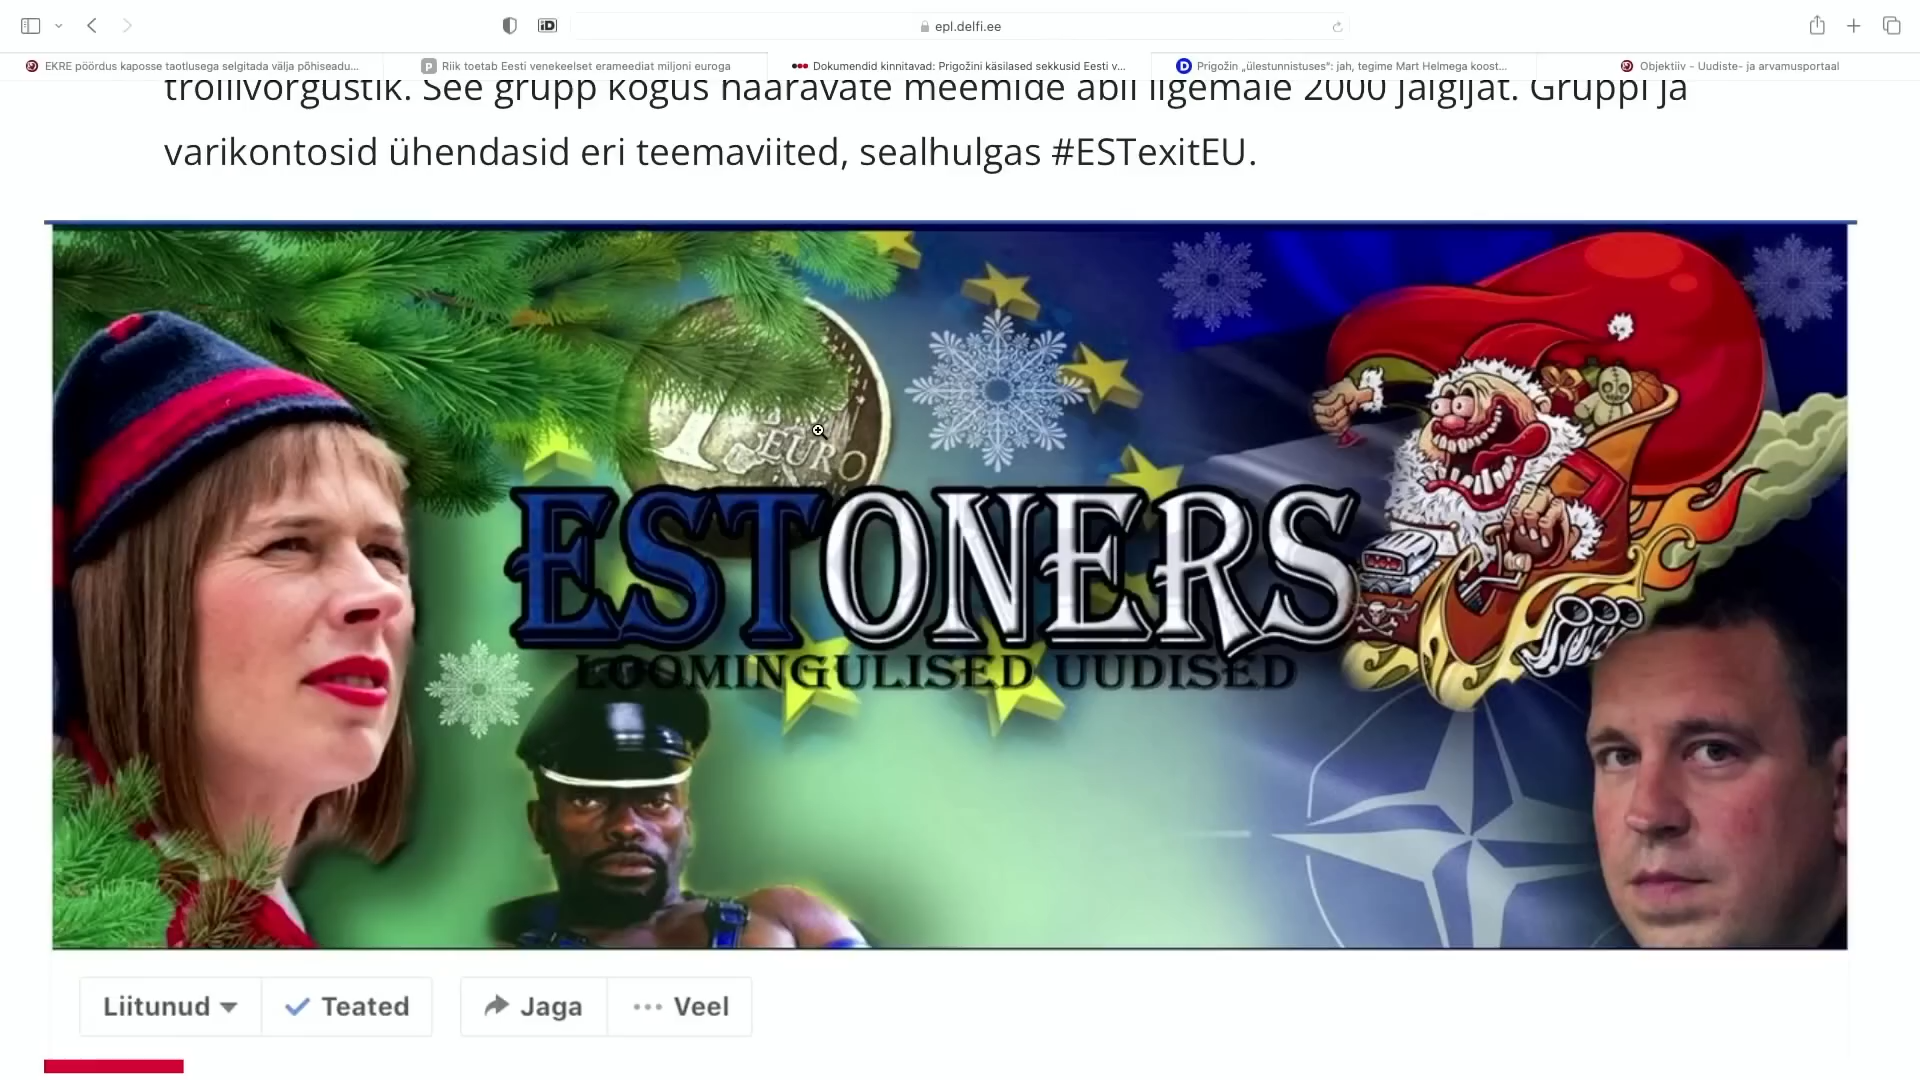 epl.delfi.ee
EKRE pöördus kaposse taotlusega selgitada välja põhiseadu...
Riik toetab Eesti venekeelset erameediat miljoni euroga
Dokumendid kinnitavad: Prigožini käsilased sekkusid Eesti v...
Prigožin „ülestunnistuses“: jah, tegime Mart Helmega koost...
Objektiiv – Uudiste- ja arvamusportaal
trollivõrgustik. See grupp kogus haaravate meemide abil ligemale 2000 jälgijat. Gruppi ja
varikontosid ühendasid eri teemaviited, sealhulgas #ESTexitEU.
1 EURO
ESTONERS
LOOMINGULISED UUDISED
Liitunud
Teated
Jaga
Veel